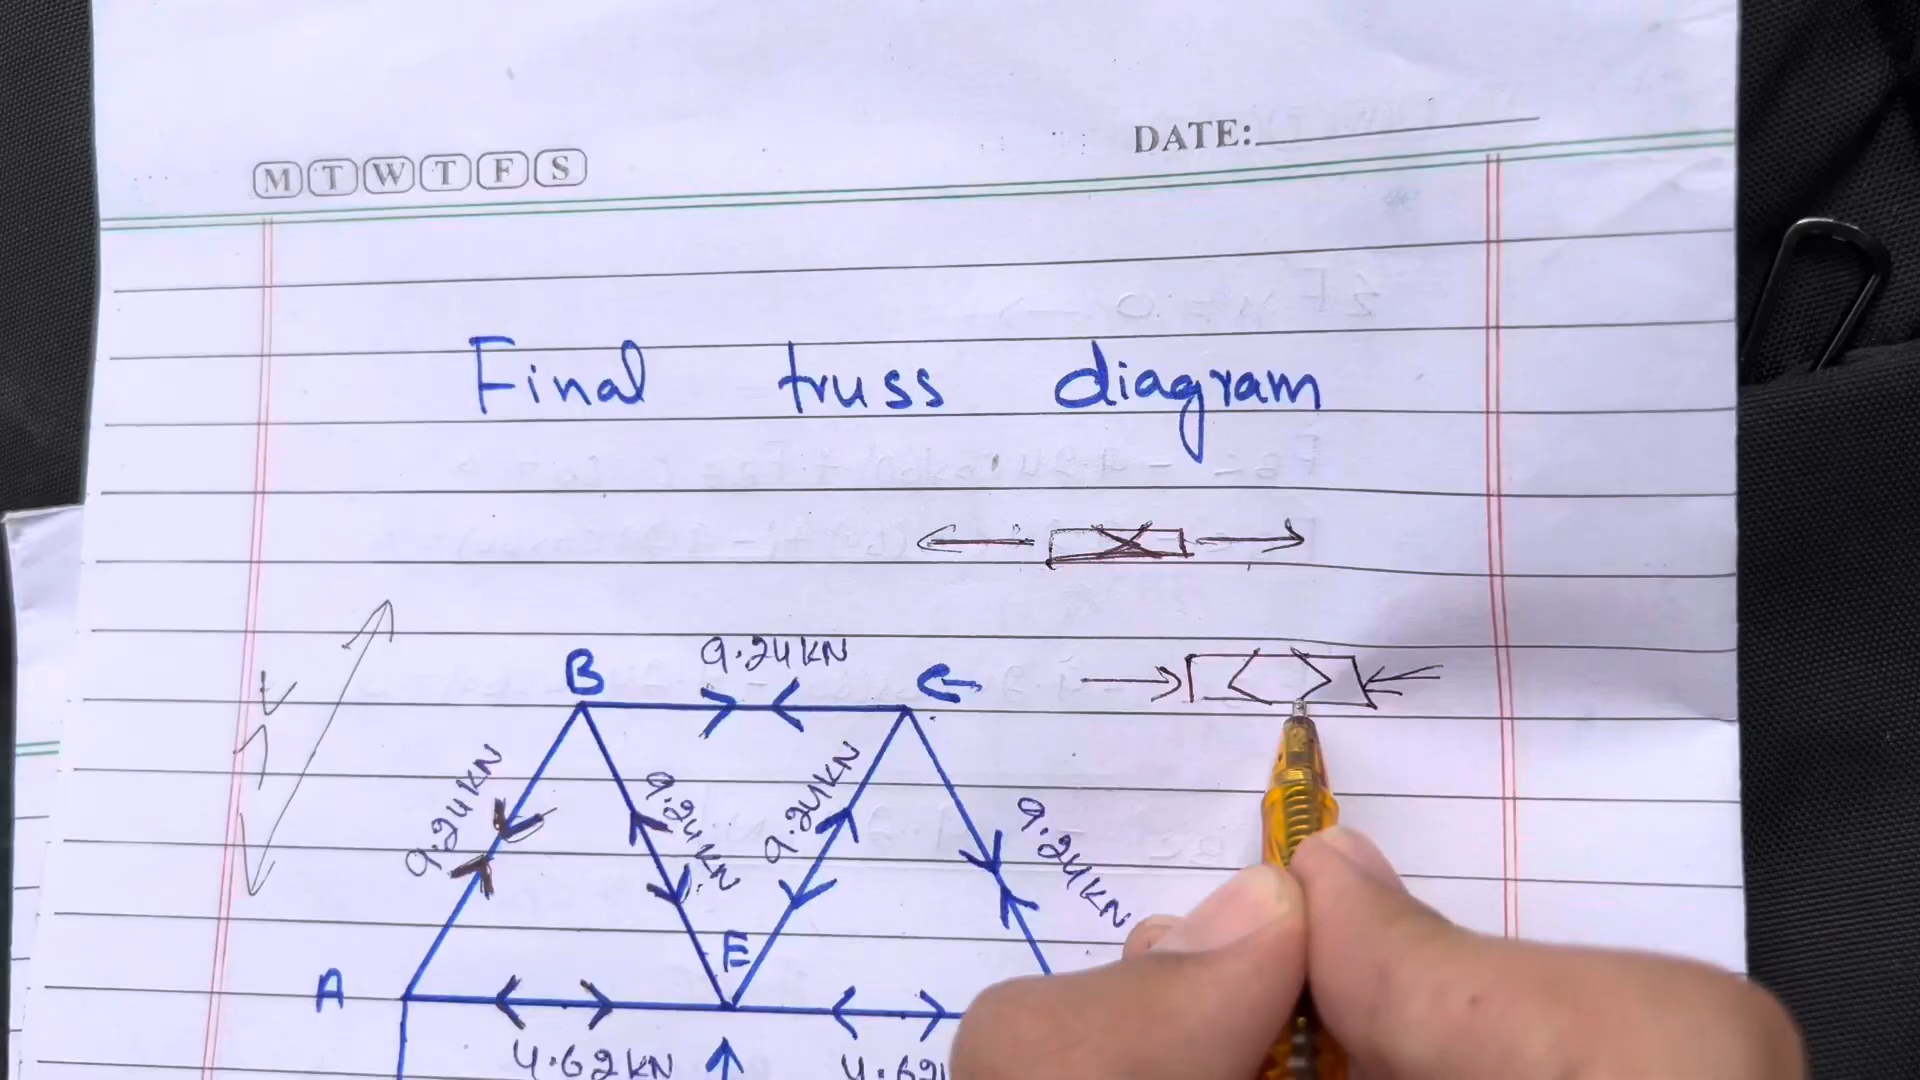 DATE:
M T W T F S
Final truss diagram
9.24KN
B
C
9.24KN
9.24KN
9.24KN
9.24KN
E
A
4.62KN